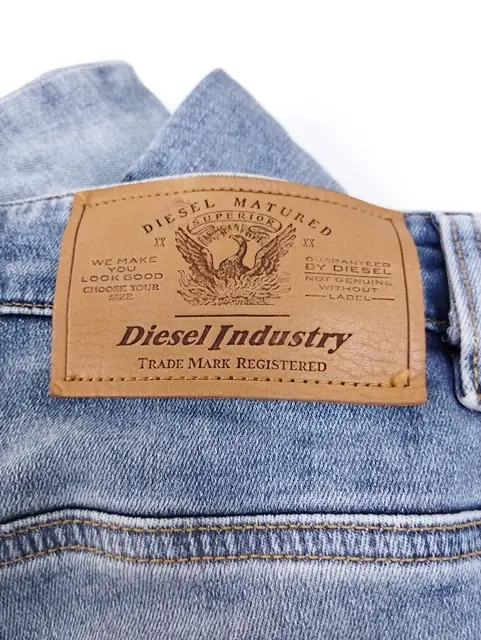 DIESEL MATURED
SUPERIOR
XX
XX
WE MAKE
YOU
LOOK GOOD
CHOOSE YOUR
SIZE
GUARANTEED
BY DIESEL
NOT GENUINE
WITHOUT
LABEL
Diesel Industry
TRADE MARK REGISTERED